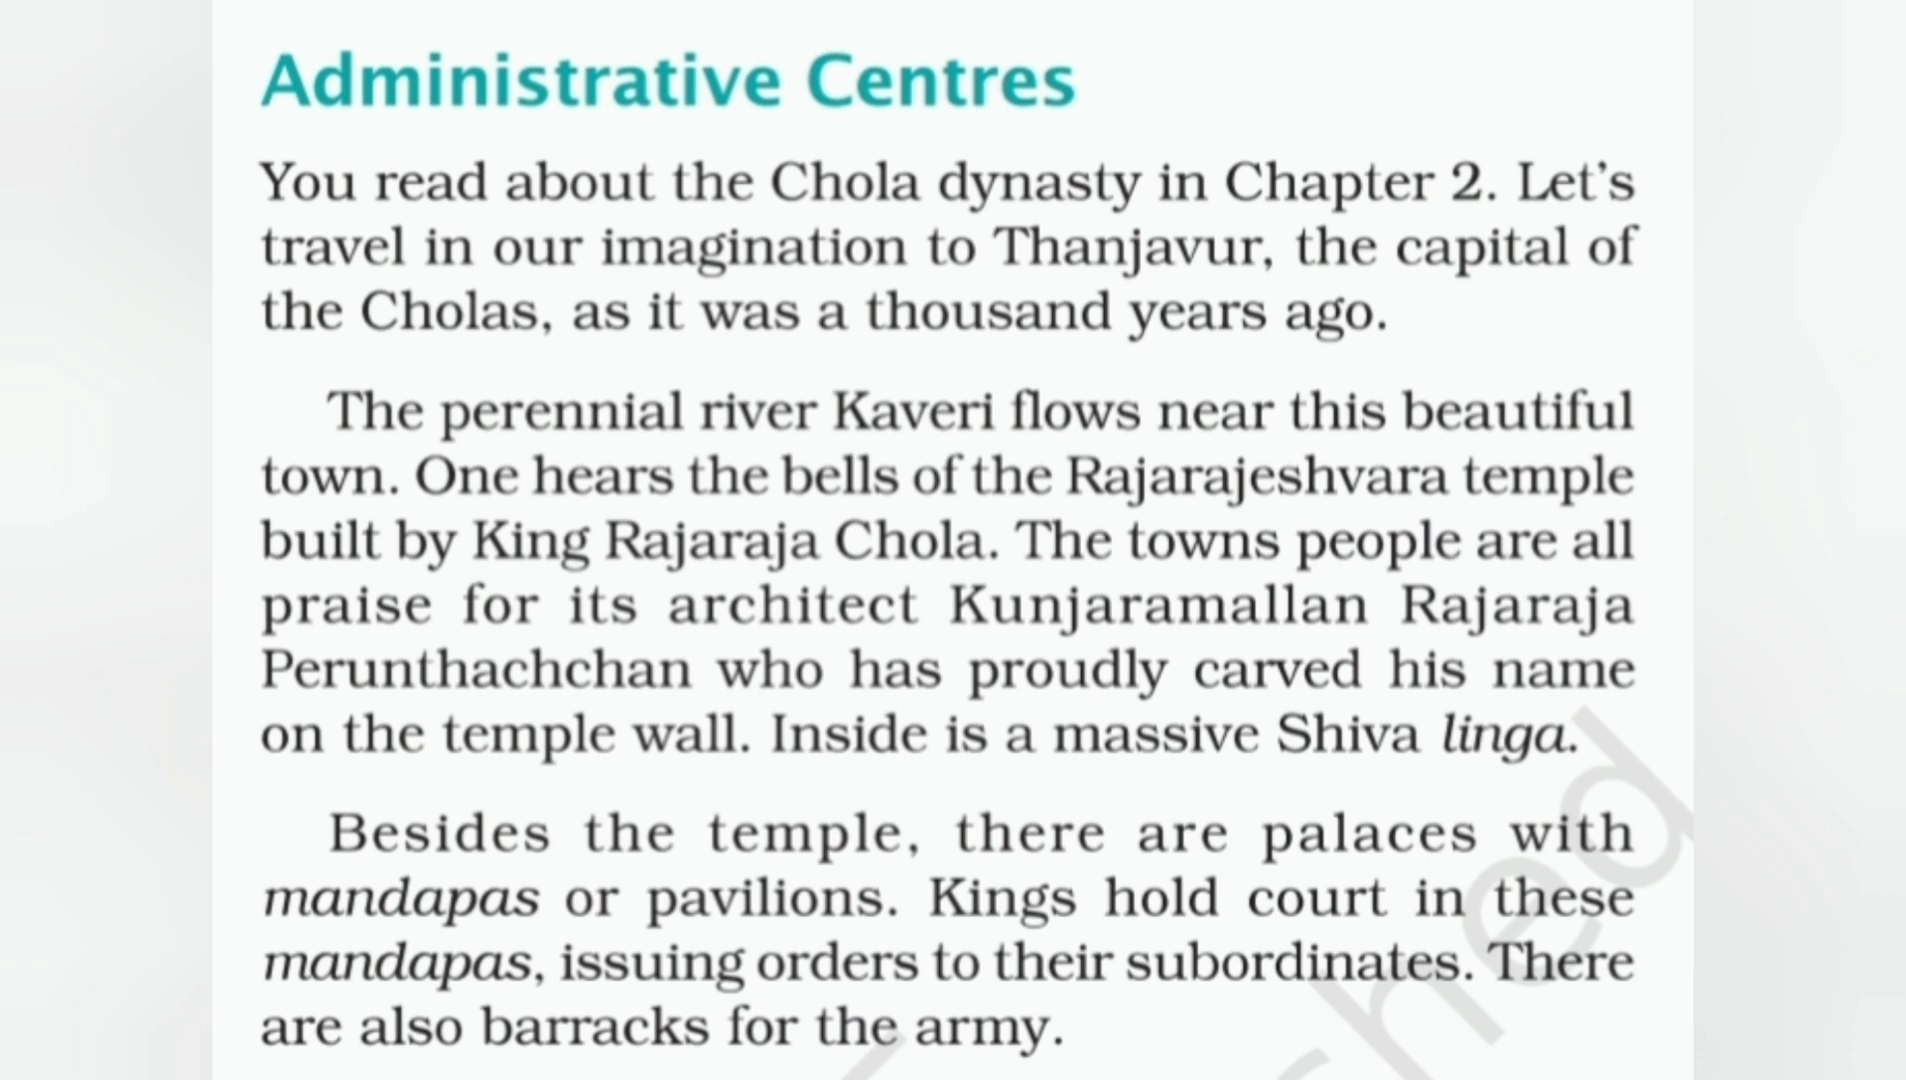 Administrative Centres
You read about the Chola dynasty in Chapter 2. Let’s
travel in our imagination to Thanjavur, the capital of
the Cholas, as it was a thousand years ago.
The perennial river Kaveri flows near this beautiful
town. One hears the bells of the Rajarajeshvara temple
built by King Rajaraja Chola. The towns people are all
praise for its architect Kunjaramallan Rajaraja
Perunthachchan who has proudly carved his name
on the temple wall. Inside is a massive Shiva linga.
Besides the temple, there are palaces with
mandapas or pavilions. Kings hold court in these
mandapas, issuing orders to their subordinates. There
are also barracks for the army.